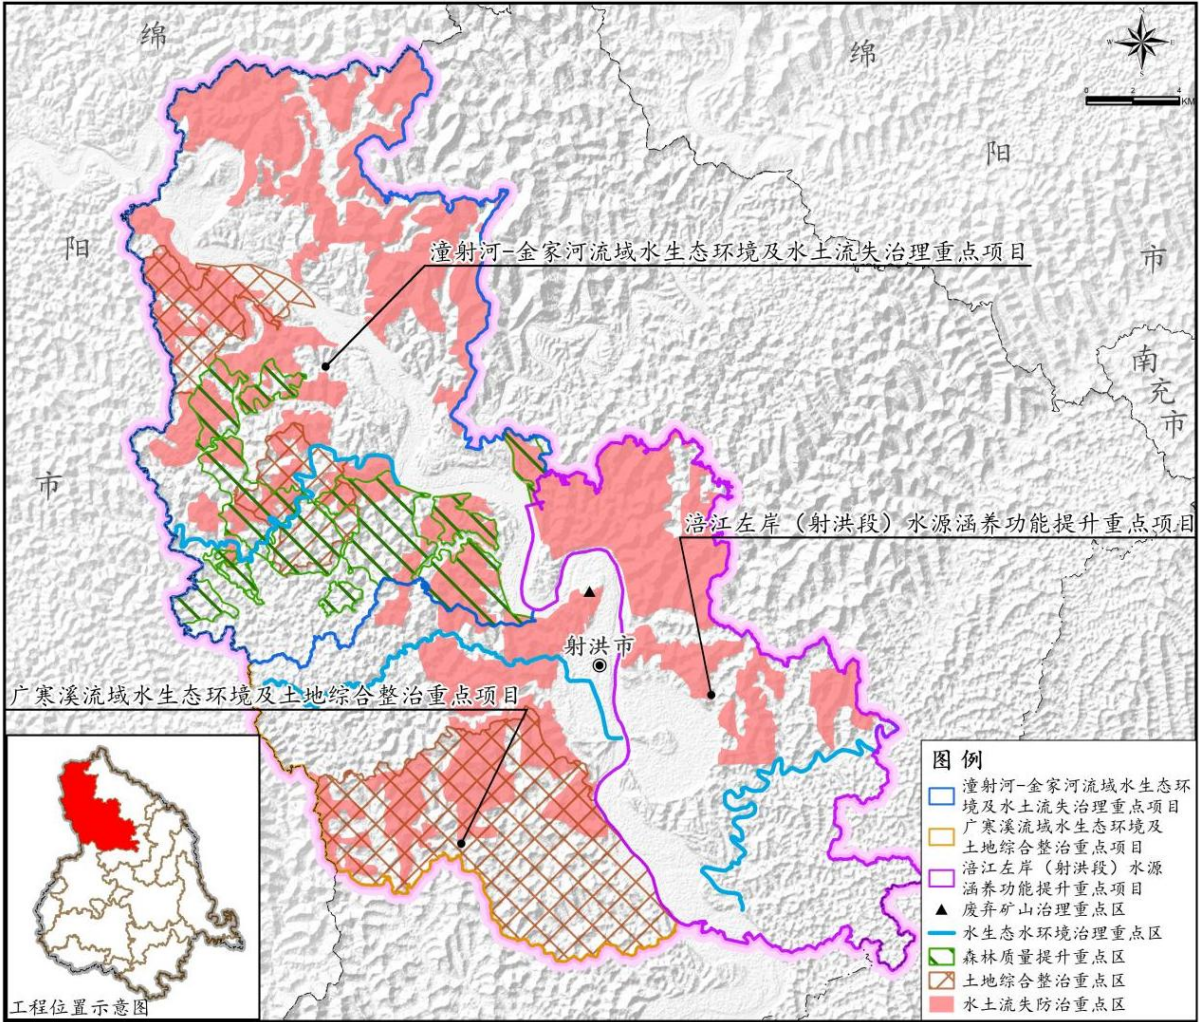 绵
绵
W
E
S
0 2 4
KM
阳
阳
潼射河-金家河流域水生态环境及水土流失治理重点项目
市
南
充
市
市
涪江左岸（射洪段）水源涵养功能提升重点项目
射洪市
广寒溪流域水生态环境及土地综合整治重点项目
工程位置示意图
图 例
潼射河-金家河流域水生态环
境及水土流失治理重点项目
广寒溪流域水生态环境及
土地综合整治重点项目
涪江左岸（射洪段）水源
涵养功能提升重点项目
废弃矿山治理重点区
水生态水环境治理重点区
森林质量提升重点区
土地综合整治重点区
水土流失防治重点区